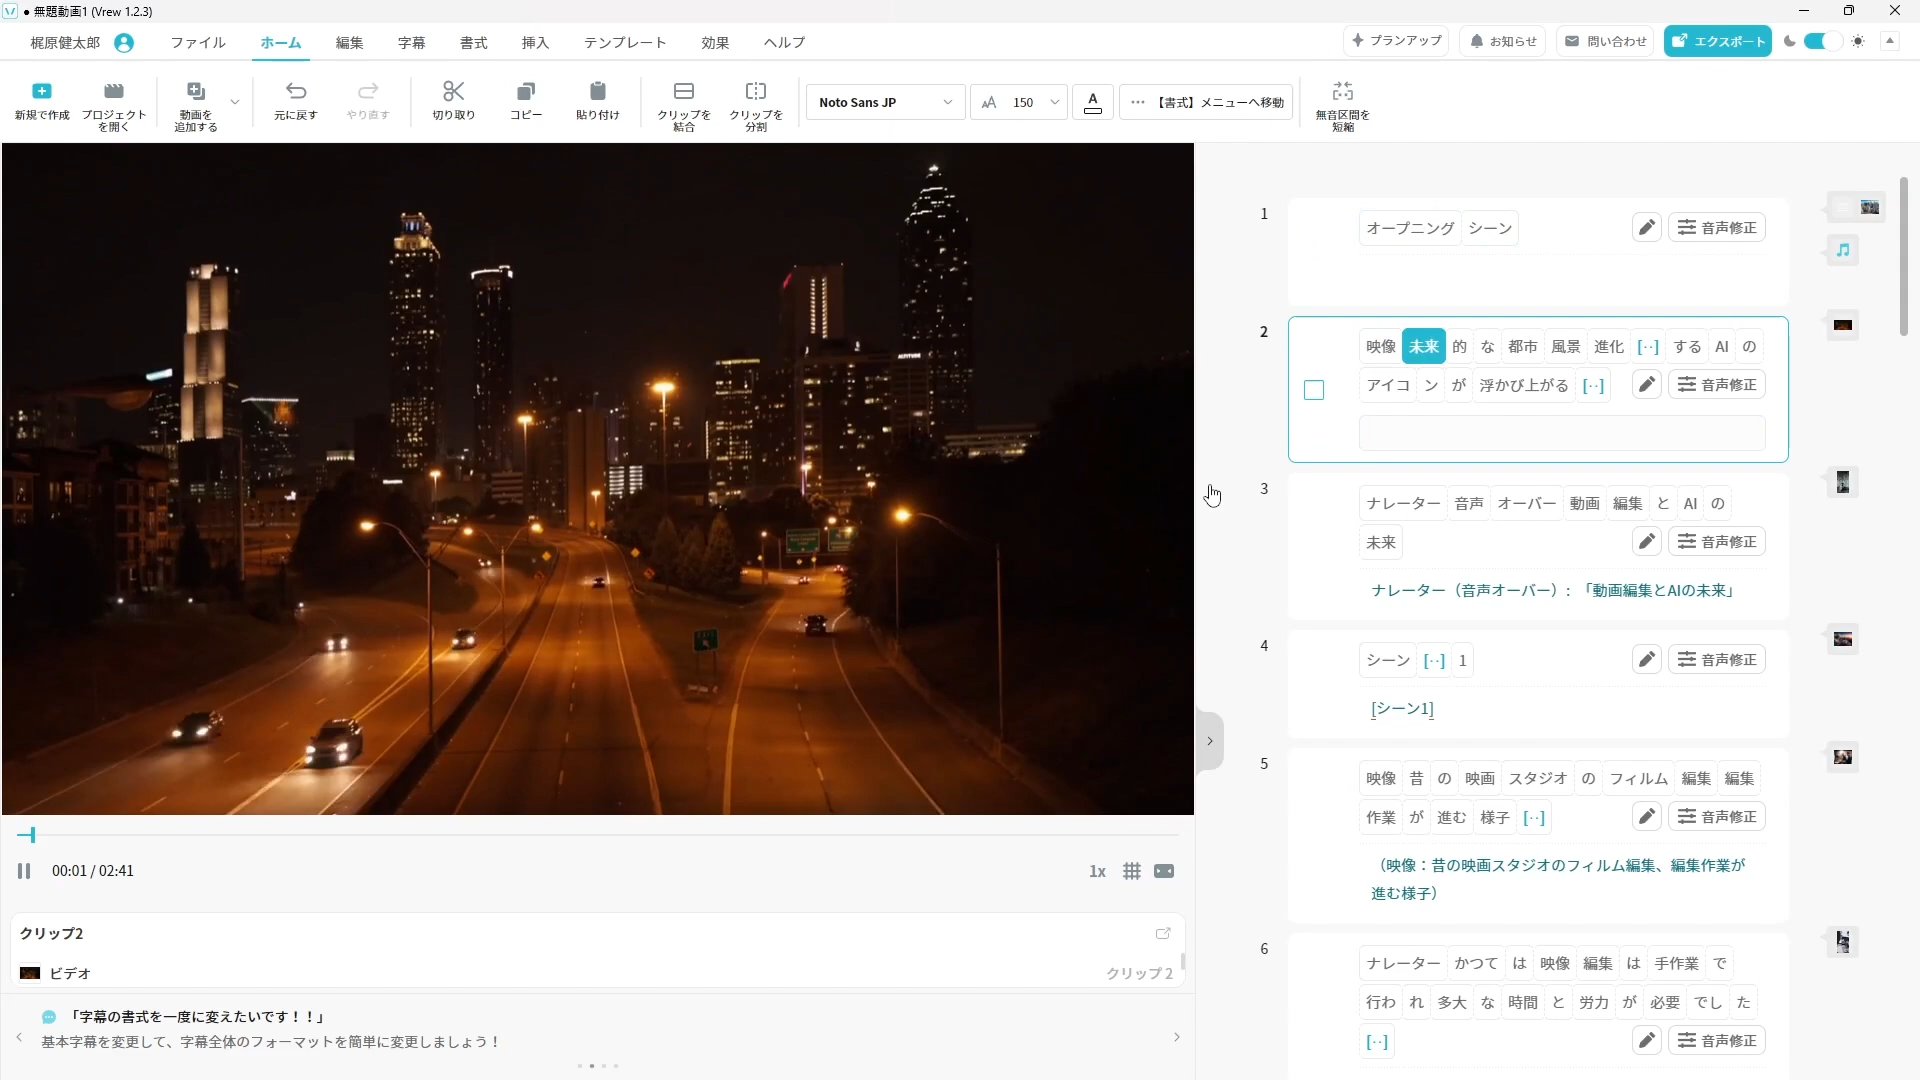 ● 無題動画1 (Vrew 1.2.3)
梶原健太郎
ファイル
ホーム
編集
字幕
書式
挿入
テンプレート
効果
ヘルプ
プランアップ
お知らせ
問い合わせ
エクスポート
新規で作成
プロジェクト
を開く
動画を
追加する
元に戻す
やり直す
切り取り
コピー
貼り付け
クリップを
結合
クリップを
分割
Noto Sans JP
150
【書式】メニューへ移動
無音区間を
短縮
1
オープニング シーン
音声修正
2
映像 未来 的 な 都市 風景 進化 [··] する AI の
アイコ ン が 浮かび上がる [··]
音声修正
3
ナレーター 音声 オーバー 動画 編集 と AI の
未来
音声修正
ナレーター（音声オーバー）: 「動画編集とAIの未来」
4
シーン [··] 1
音声修正
[シーン1]
5
映像 昔 の 映画 スタジオ の フィルム 編集 編集
作業 が 進む 様子 [··]
音声修正
（映像：昔の映画スタジオのフィルム編集、編集作業が
進む様子）
6
ナレーター かつて は 映像 編集 は 手作業 で
行わ れ 多大 な 時間 と 労力 が 必要 でし た
[··]
音声修正
00:01 / 02:41
1x
クリップ2
ビデオ
クリップ 2
「字幕の書式を一度に変えたいです！！」
基本字幕を変更して、字幕全体のフォーマットを簡単に変更しましょう！